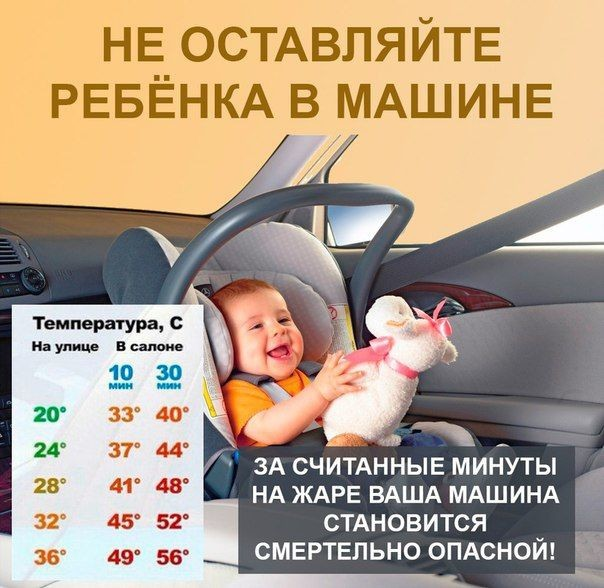 НЕ ОСТАВЛЯЙТЕ
РЕБЁНКА В МАШИНЕ
Температура, С
На улице В салоне
10 30
мин мин
20° 33° 40°
24° 37° 44°
28° 41° 48°
32° 45° 52°
36° 49° 56°
ЗА СЧИТАННЫЕ МИНУТЫ
НА ЖАРЕ ВАША МАШИНА
СТАНОВИТСЯ
СМЕРТЕЛЬНО ОПАСНОЙ!